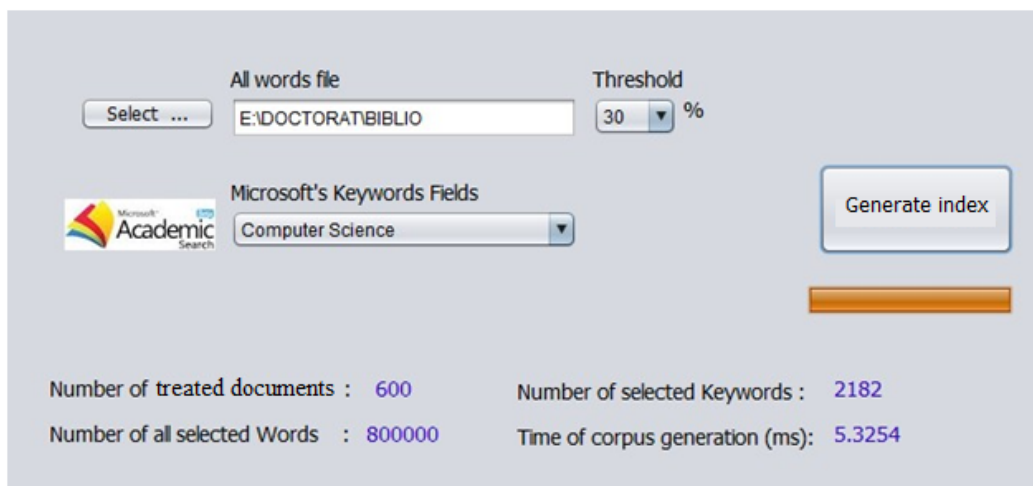 All words file
Threshold
Select ...
E:\DOCTORAT\BIBLIO
30
%
Microsoft's Keywords Fields
Microsoft
Academic
Search
Computer Science
Generate index
Number of treated documents : 600
Number of selected Keywords : 2182
Number of all selected Words : 800000
Time of corpus generation (ms): 5.3254